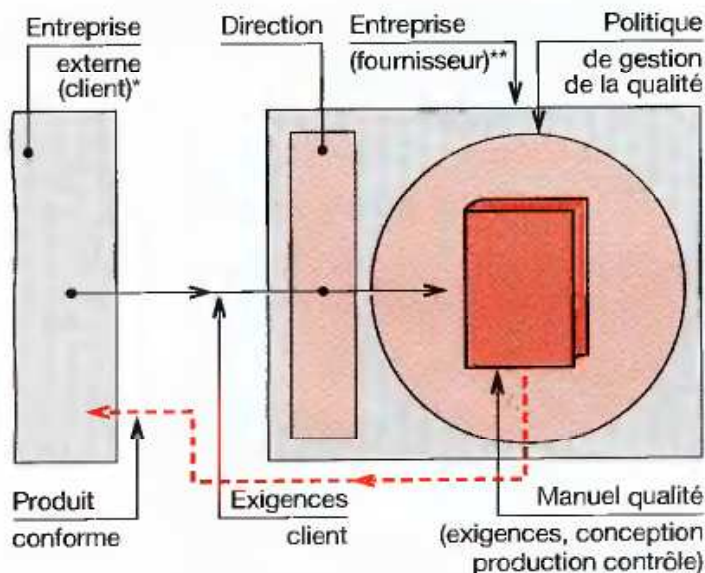 Entreprise
externe
(client)*
Direction
Entreprise
(fournisseur)**
Politique
de gestion
de la qualité
Produit
conforme
Exigences
client
Manuel qualité
(exigences, conception
production contrôle)